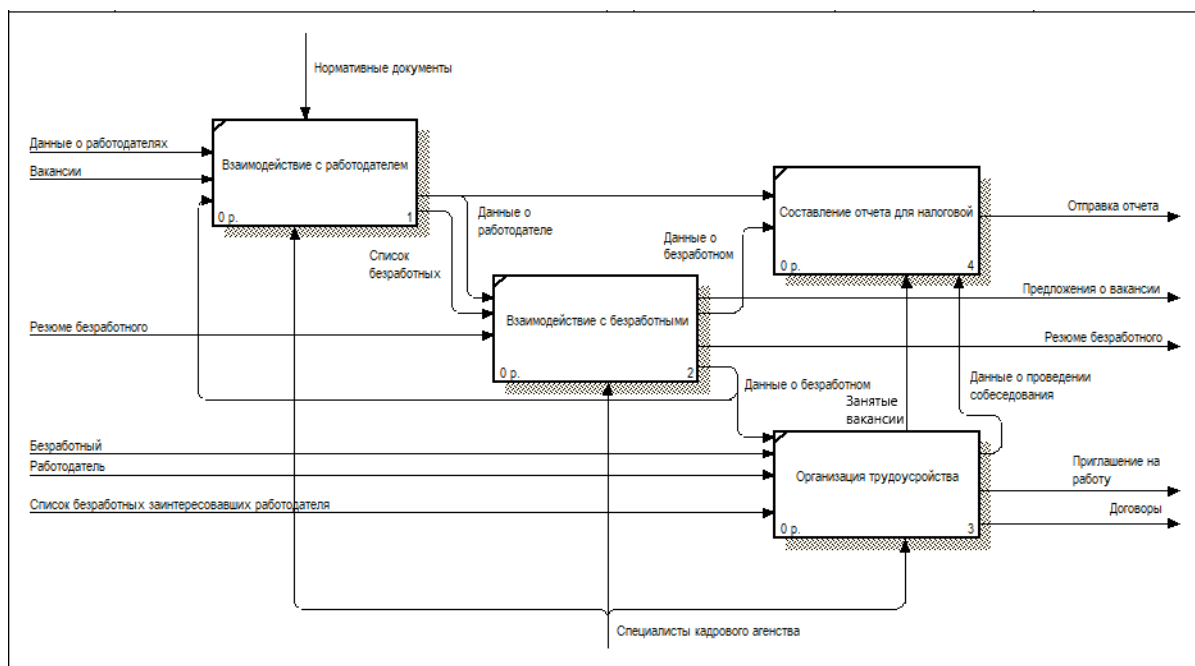 Нормативные документы
Данные о работодателях
Вакансии
Взаимодействие с работодателем
0 р.
1
Данные о
работодателе
Список
безработных
Данные о
безработном
Составление отчета для налоговой
0 р.
4
Отправка отчета
Предложения о вакансии
Резюме безработного
Взаимодействие с безработными
0 р.
2
Резюме безработного
Данные о безработном
Занятые
вакансии
Данные о проведении
собеседования
Безработный
Работодатель
Список безработных заинтересовавших работодателя
Организация трудоусройства
0 р.
3
Приглашение на
работу
Договоры
Специалисты кадрового агенства